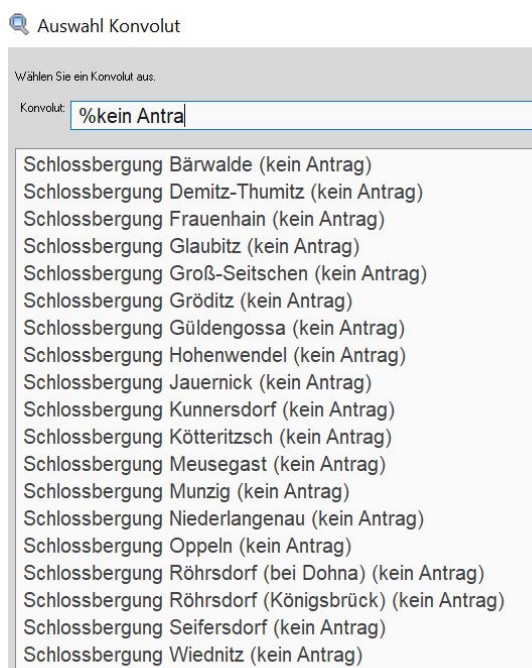 Auswahl Konvolut
Wählen Sie ein Konvolut aus.
Konvolut: %kein Antra
Schlossbergung Bärwalde (kein Antrag)
Schlossbergung Demitz-Thumitz (kein Antrag)
Schlossbergung Frauenhain (kein Antrag)
Schlossbergung Glaubitz (kein Antrag)
Schlossbergung Groß-Seitschen (kein Antrag)
Schlossbergung Gröditz (kein Antrag)
Schlossbergung Güldengossa (kein Antrag)
Schlossbergung Hohenwendel (kein Antrag)
Schlossbergung Jauernick (kein Antrag)
Schlossbergung Kunnersdorf (kein Antrag)
Schlossbergung Kötteritzsch (kein Antrag)
Schlossbergung Meusegast (kein Antrag)
Schlossbergung Munzig (kein Antrag)
Schlossbergung Niederlangenau (kein Antrag)
Schlossbergung Oppeln (kein Antrag)
Schlossbergung Röhrsdorf (bei Dohna) (kein Antrag)
Schlossbergung Röhrsdorf (Königsbrück) (kein Antrag)
Schlossbergung Seifersdorf (kein Antrag)
Schlossbergung Wiednitz (kein Antrag)